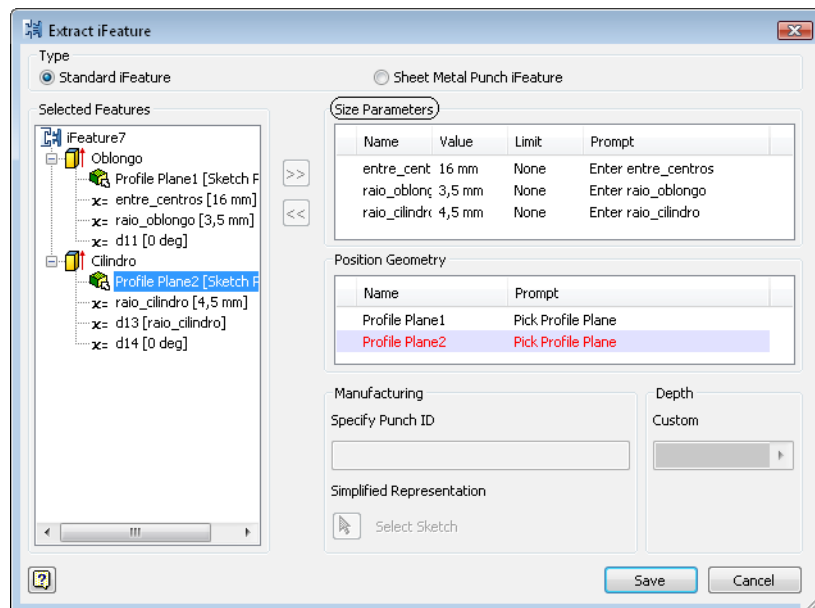 Extract iFeature
Type
Standard iFeature
Sheet Metal Punch iFeature
Selected Features
iFeature7
Oblongo
Profile Plane1 [Sketch F
x= entre_centros [16 mm]
x= raio_oblongo [3,5 mm]
x= d11 [0 deg]
Cilindro
Profile Plane2 [Sketch F
x= raio_cilindro [4,5 mm]
x= d13 [raio_cilindro]
x= d14 [0 deg]
>>
<<
Size Parameters
Name Value Limit Prompt
entre_cent 16 mm None Enter entre_centros
raio_oblong 3,5 mm None Enter raio_oblongo
raio_cilindr 4,5 mm None Enter raio_cilindro
Position Geometry
Name Prompt
Profile Plane1 Pick Profile Plane
Profile Plane2 Pick Profile Plane
Manufacturing
Specify Punch ID
Simplified Representation
Select Sketch
Depth
Custom
?
Save
Cancel